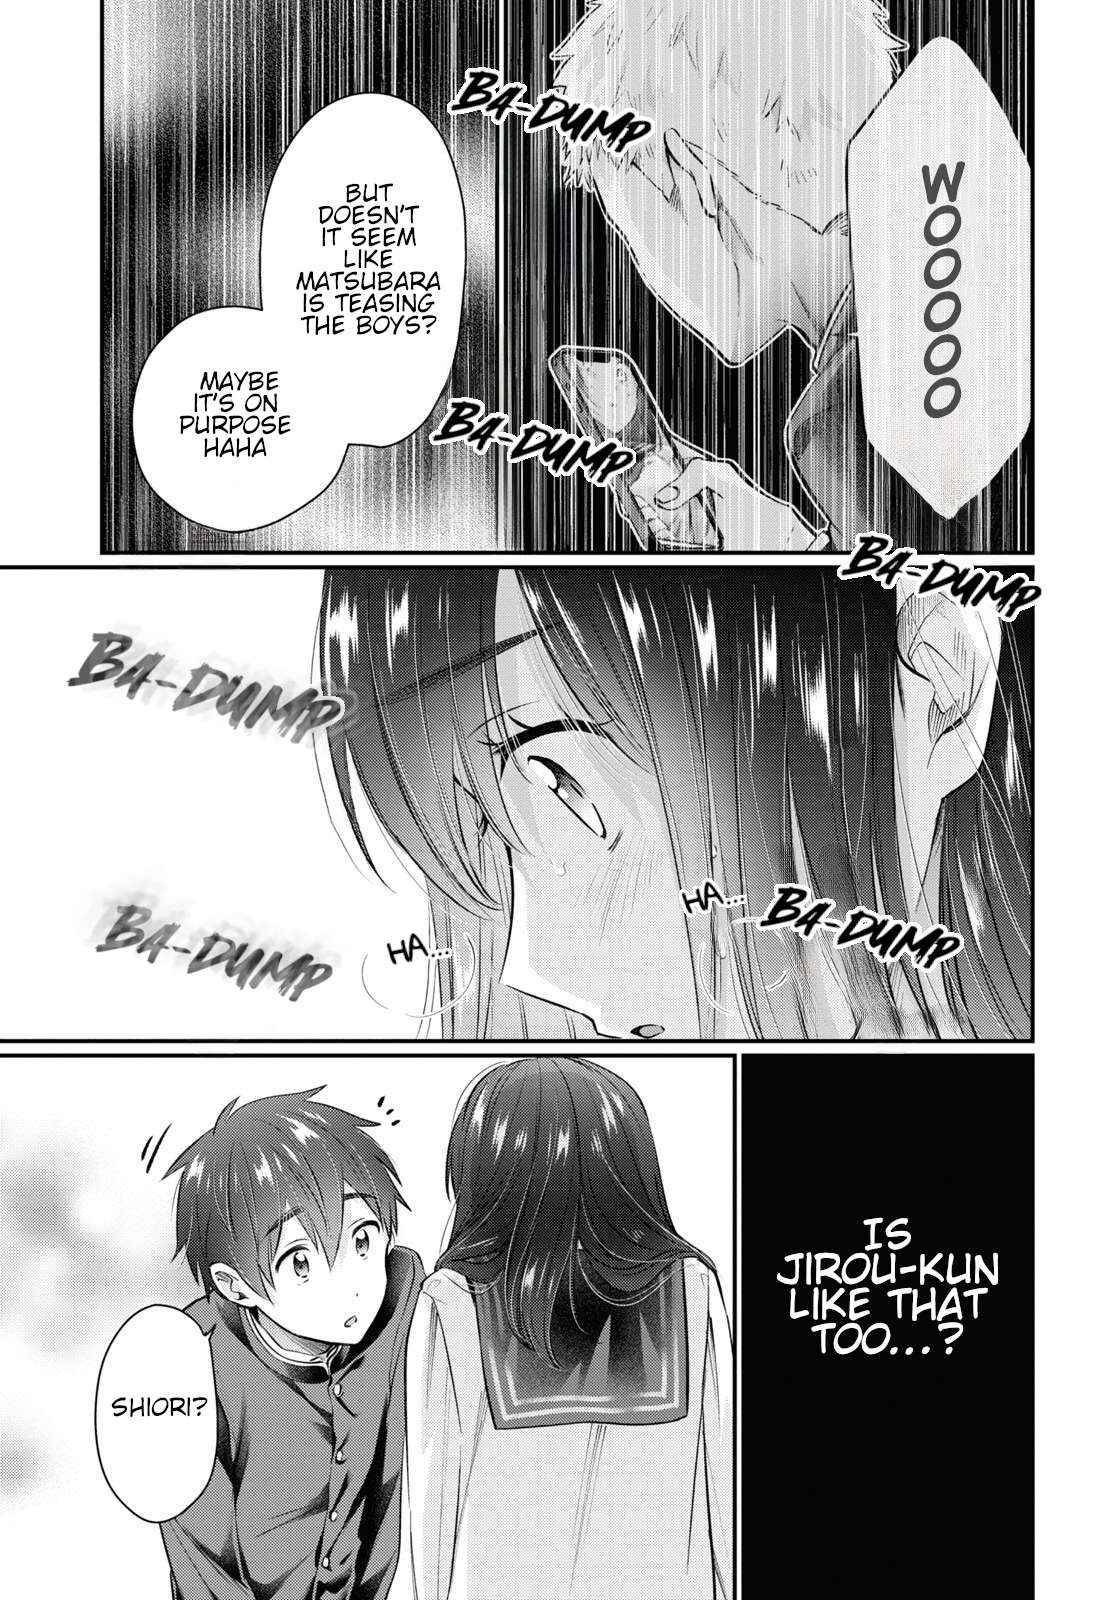 WOOOOO
BA-DUMP
BUT
DOESN'T
IT SEEM
LIKE
MATSUBARA
IS TEASING
THE BOYS?
MAYBE
IT'S ON
PURPOSE
HAHA
BA-DUMP
BA-DUMP
BA-DUMP
HA...
BA-DUMP
HA...
BA-DUMP
IS
JIROU-KUN
LIKE THAT
TOO...?
SHIORI?